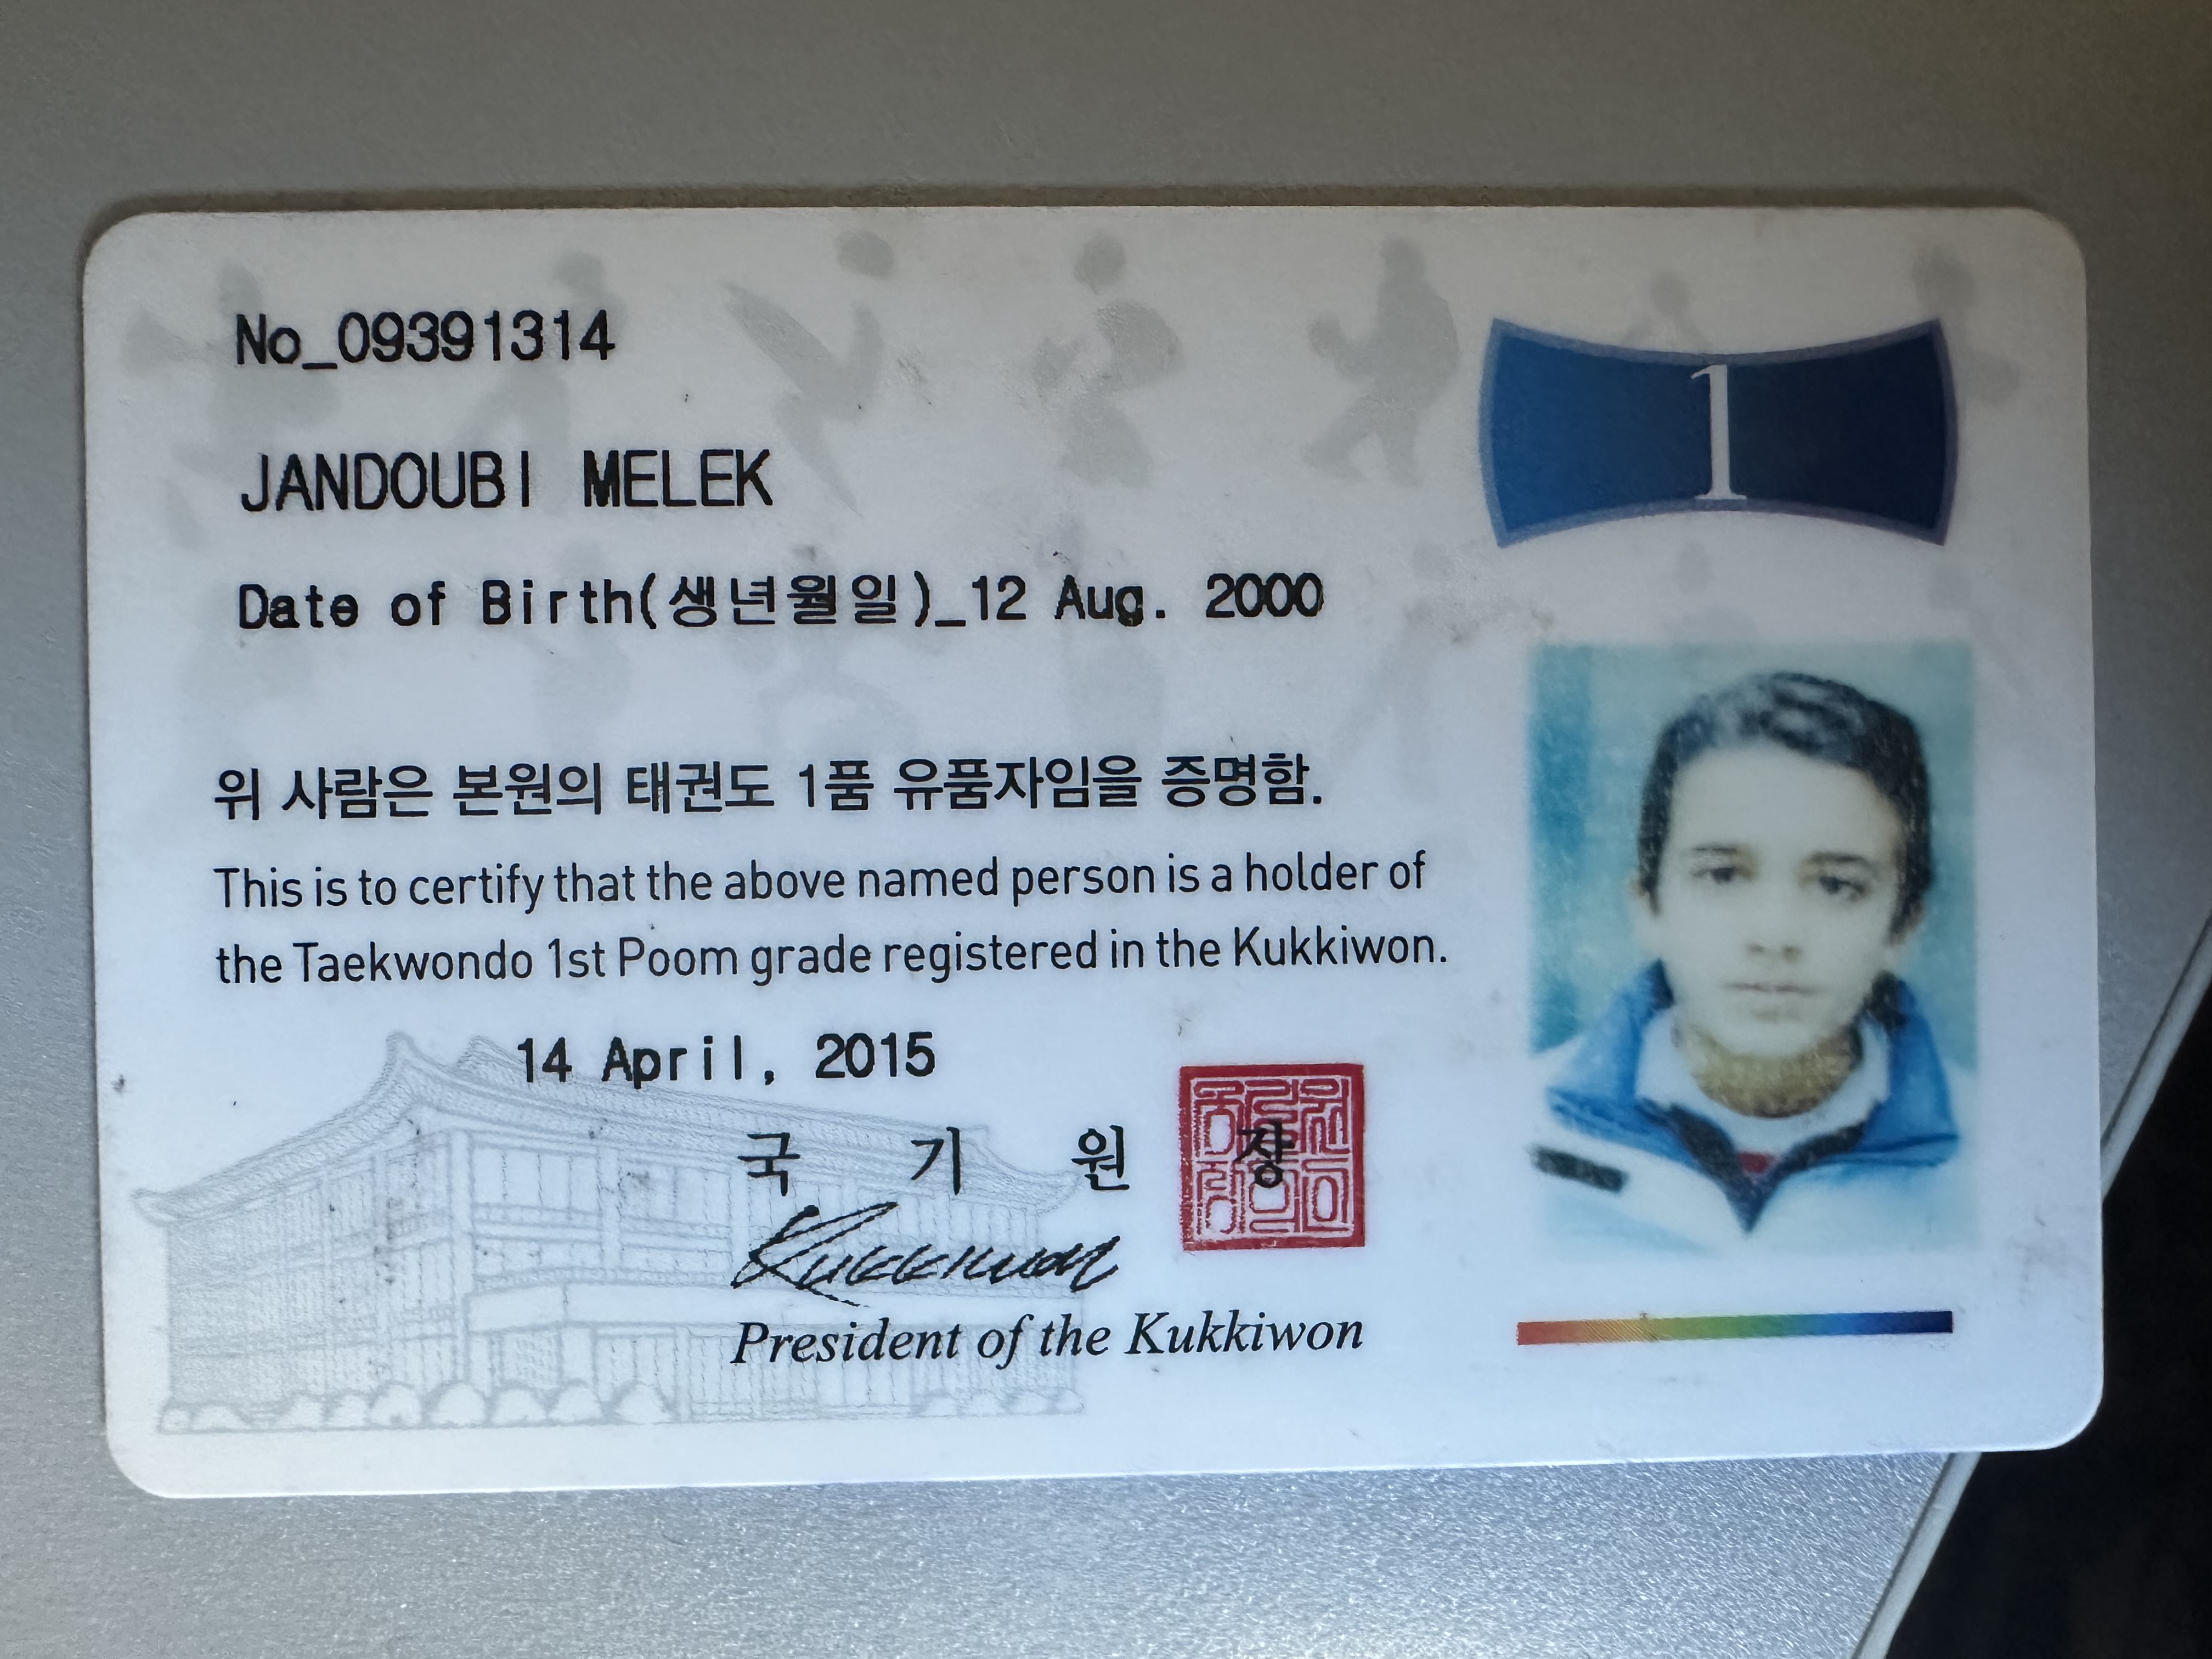 No_09391314
1
JANDOUBI MELEK
Date of Birth(생년월일)_12 Aug. 2000
위 사람은 본원의 태권도 1품 유품자임을 증명함.
This is to certify that the above named person is a holder of
the Taekwondo 1st Poom grade registered in the Kukkiwon.
14 April, 2015
국 기 원 장
Kukkiwon
President of the Kukkiwon